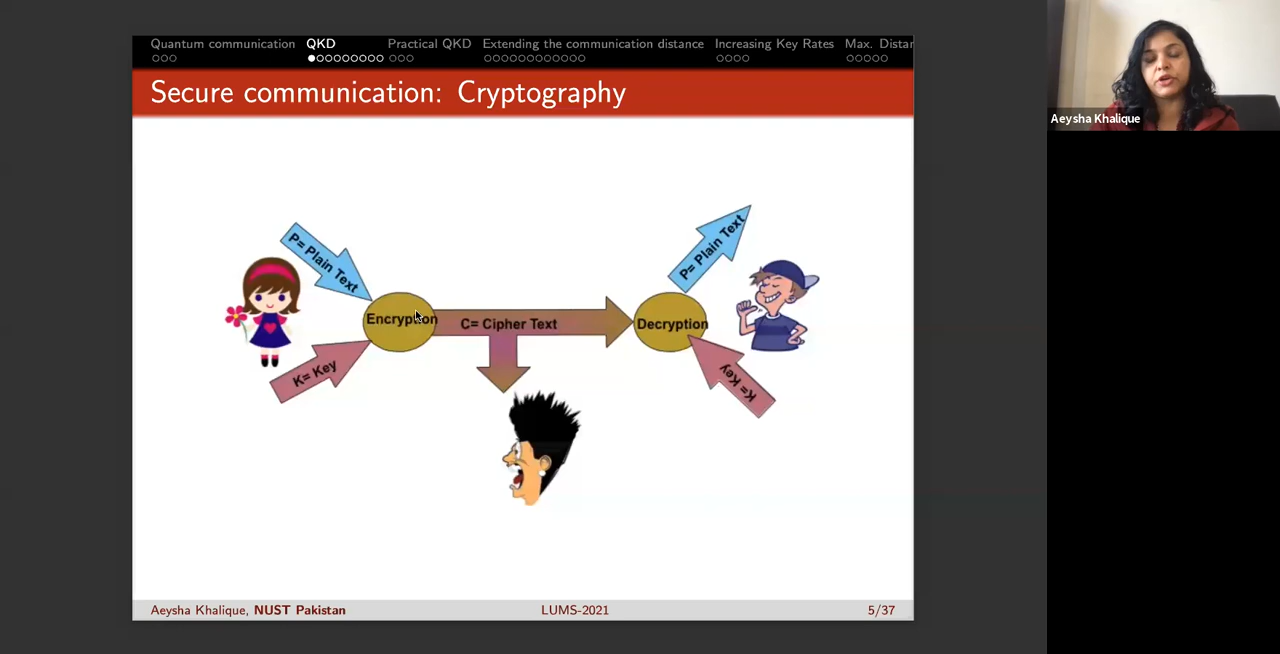 Quantum communication QKD Practical QKD Extending the communication distance Increasing Key Rates Max. Distan
Secure communication: Cryptography
Aeysha Khalique
P= Plain Text
P= Plain Text
Encryption
C= Cipher Text
Decryption
K= Key
K= Key
Aeysha Khalique, NUST Pakistan LUMS-2021 5/37